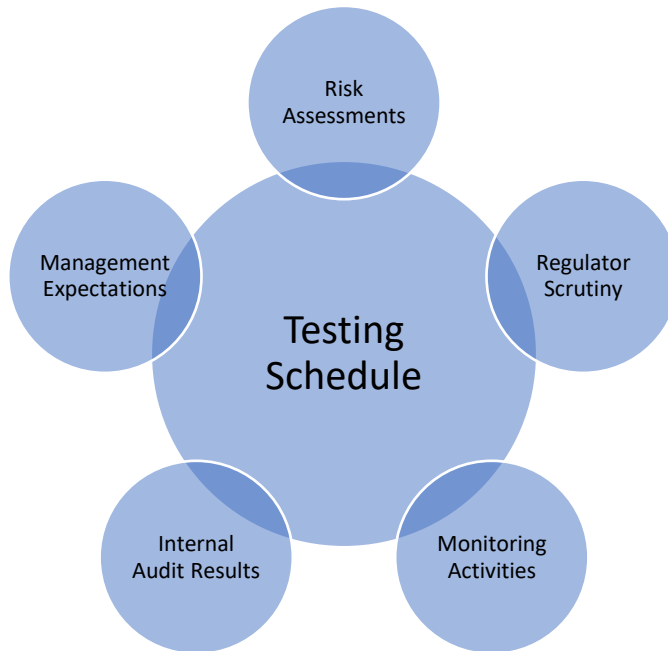 Risk
Assessments
Management
Expectations
Regulator
Scrutiny
Testing
Schedule
Internal
Audit Results
Monitoring
Activities